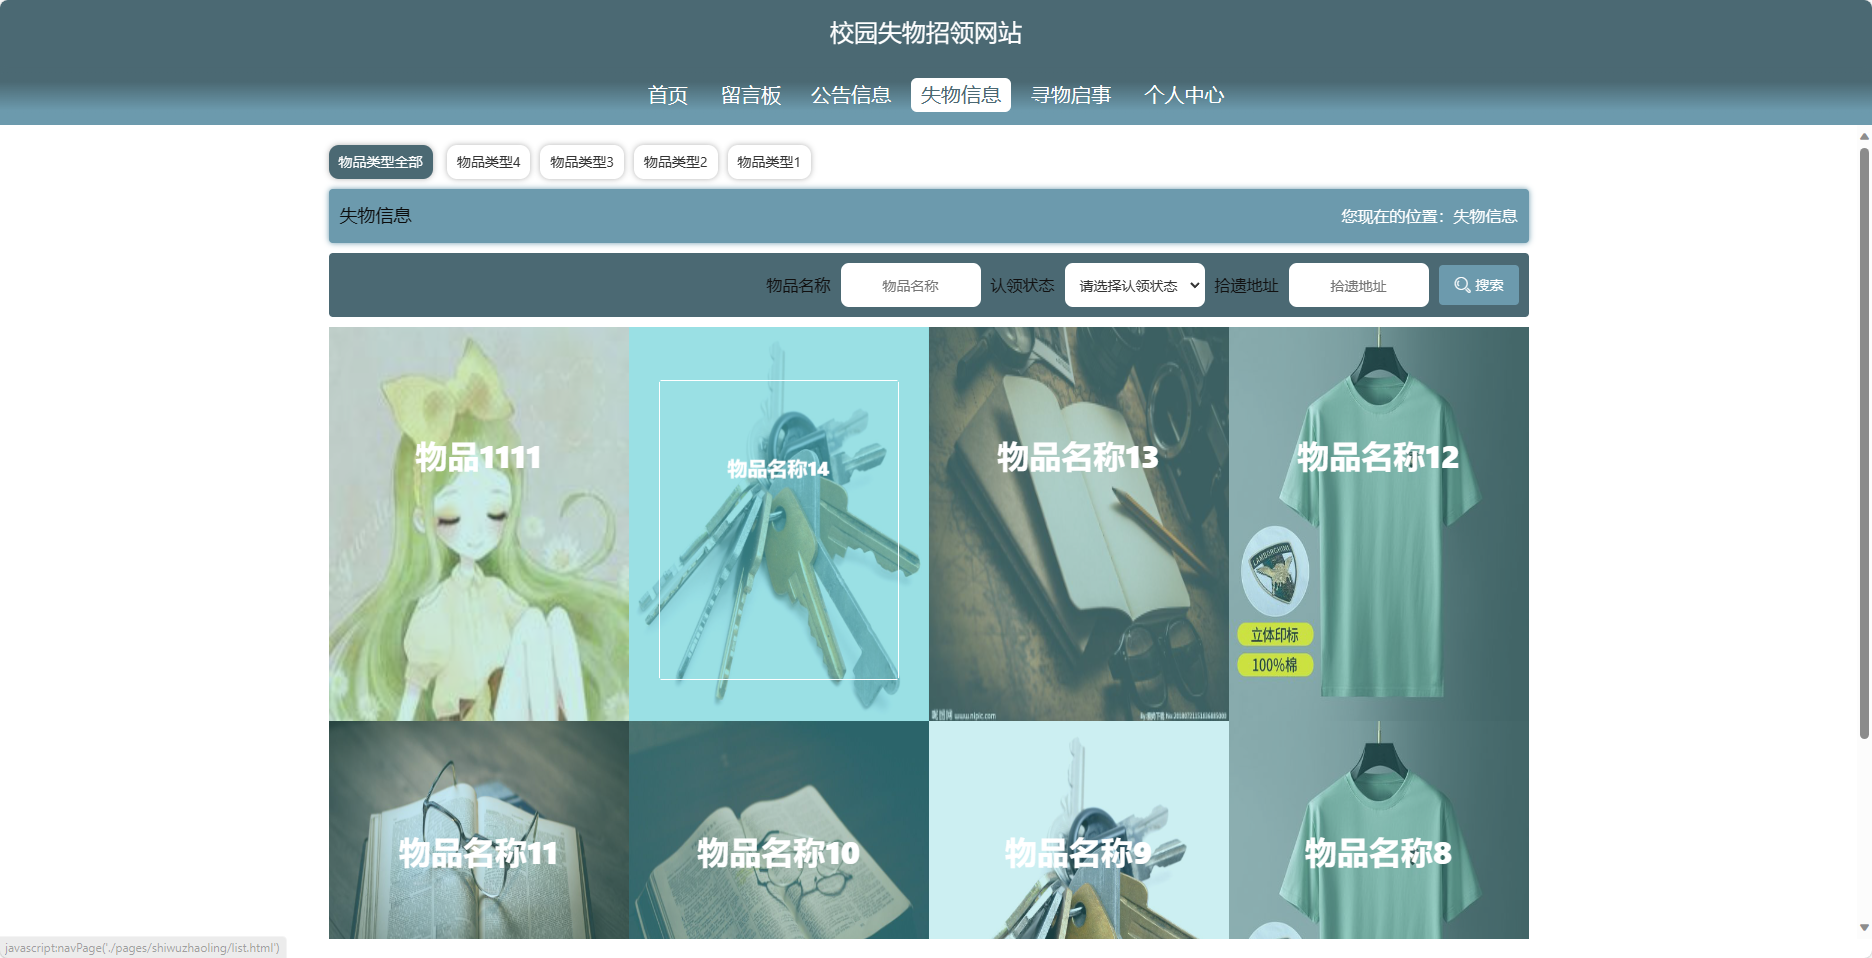 校园失物招领网站
首页 留言板 公告信息 失物信息 寻物启事 个人中心
物品类型全部 物品类型4 物品类型3 物品类型2 物品类型1
失物信息 您现在的位置：失物信息
物品名称 物品名称 认领状态 请选择认领状态 拾遗地址 拾遗地址 搜索
物品1111 物品名称14 物品名称13 物品名称12
LAMBORGHINI
立体印标
100%棉
昵图网 www.nipic.com
物品名称11 物品名称10 物品名称9 物品名称8
javascript:navPage('./pages/shiwuzhaoling/list.html')